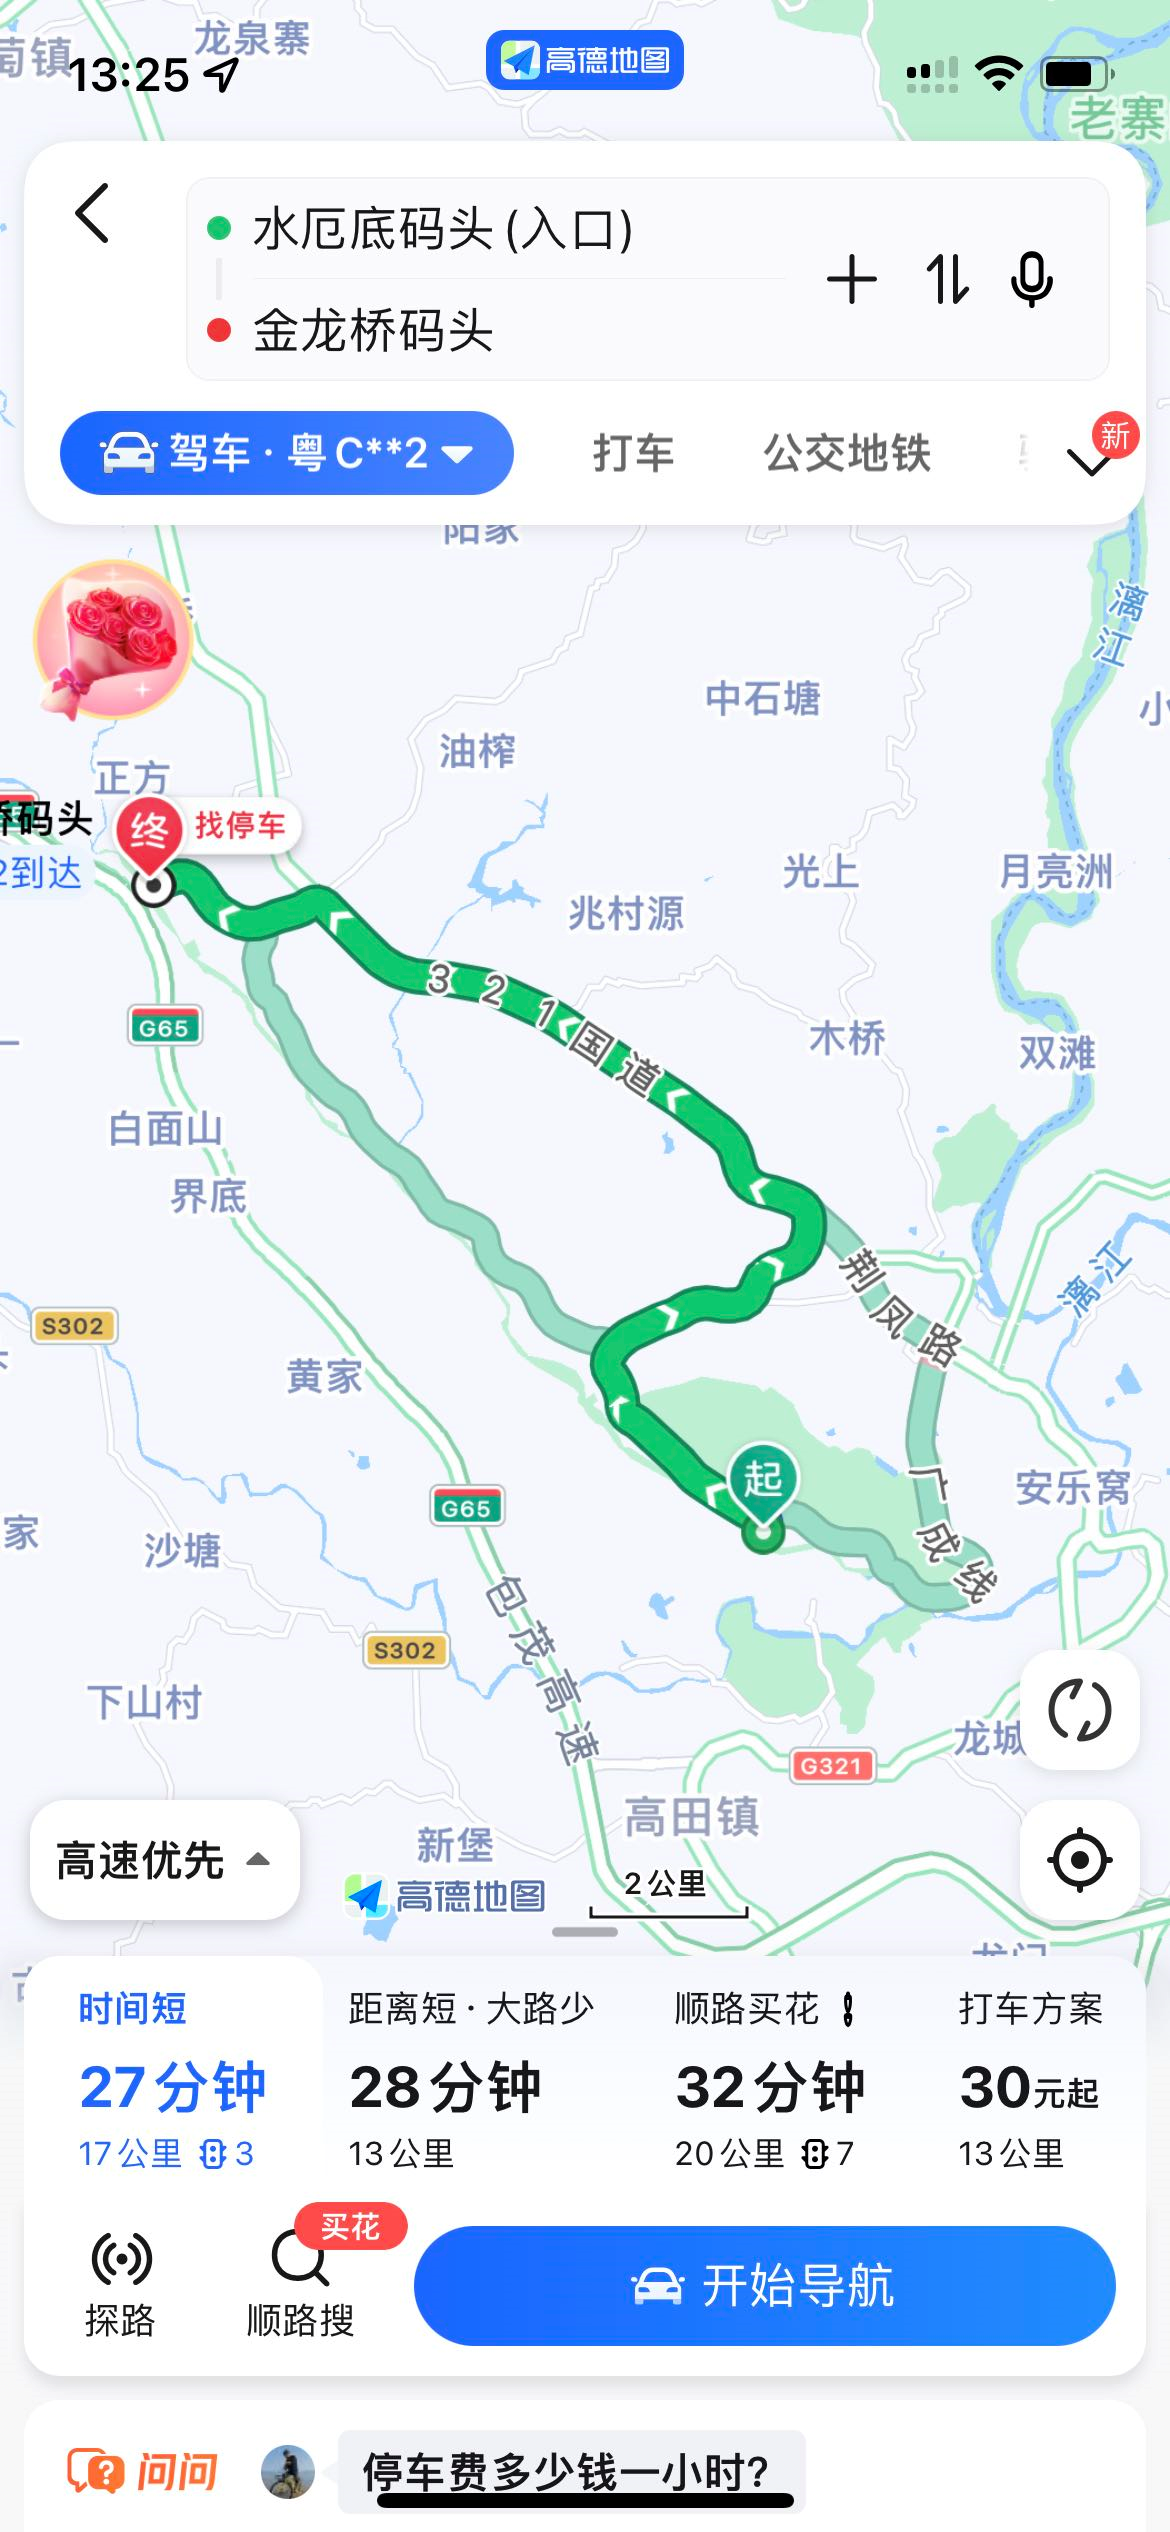 龙泉寨
13:25
高德地图
老寨
水厄底码头(入口)
金龙桥码头
驾车·粤C**2
打车
公交地铁
新
漓江
中石塘
小
油榨
正方
桥码头
2到达
终
找停车
光上
月亮洲
兆村源
321国道
G65
木桥
双滩
白面山
界底
荆凤路
漓江
S302
黄家
起
广成线
安乐窝
G65
家
沙塘
包茂高速
S302
下山村
龙城
G321
高田镇
高速优先
新堡
高德地图
2公里
时间短
27分钟
17公里 3
距离短·大路少
28分钟
13公里
顺路买花
32分钟
20公里 7
打车方案
30元起
13公里
探路
买花
顺路搜
开始导航
问问
停车费多少钱一小时?